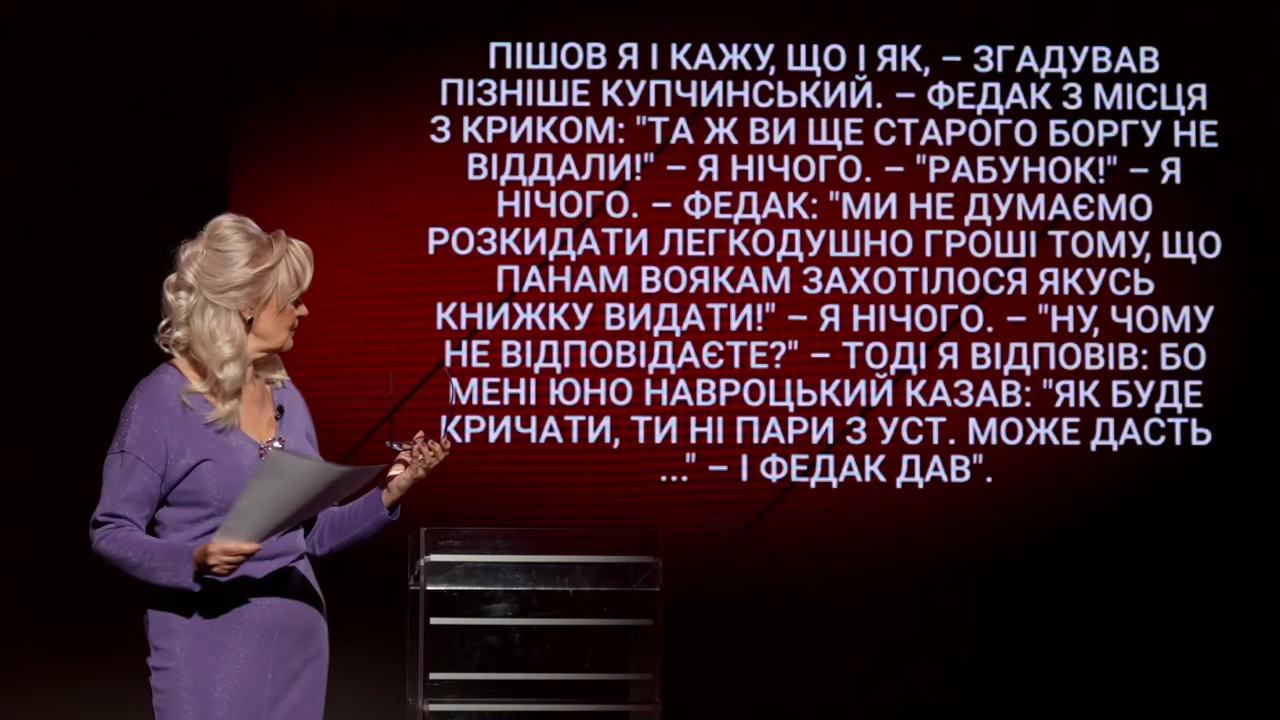 ПІШОВ Я І КАЖУ, ЩО І ЯК, – ЗГАДУВАВ
ПІЗНІШЕ КУПЧИНСЬКИЙ. – ФЕДАК З МІСЦЯ
З КРИКОМ: "ТА Ж ВИ ЩЕ СТАРОГО БОРГУ НЕ
ВІДДАЛИ!" – Я НІЧОГО. – "РАБУНОК!" – Я
НІЧОГО. – ФЕДАК: "МИ НЕ ДУМАЄМО
РОЗКИДАТИ ЛЕГКОДУШНО ГРОШІ ТОМУ, ЩО
ПАНАМ ВОЯКАМ ЗАХОТІЛОСЯ ЯКУСЬ
КНИЖКУ ВИДАТИ!" – Я НІЧОГО. – "НУ, ЧОМУ
НЕ ВІДПОВІДАЄТЕ?" – ТОДІ Я ВІДПОВІВ: БО
МЕНІ ЮНО НАВРОЦЬКИЙ КАЗАВ: "ЯК БУДЕ
КРИЧАТИ, ТИ НІ ПАРИ З УСТ. МОЖЕ ДАСТЬ
..." – І ФЕДАК ДАВ".